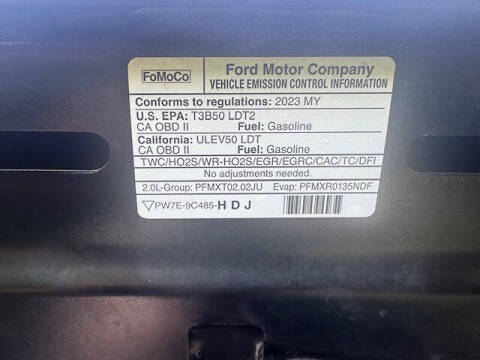 FoMoCo
Ford Motor Company
VEHICLE EMISSION CONTROL INFORMATION
Conforms to regulations: 2023 MY
U.S. EPA: T3B50 LDT2
CA OBD II Fuel: Gasoline
California: ULEV50 LDT
CA OBD II Fuel: Gasoline
TWC/HO2S/WR-HO2S/EGR/EGRC/CAC/TC/DFI
No adjustments needed.
2.0L-Group: PFMXT02.02JU Evap: PFMXR0135NDF
PW7E-9C485-HDJ